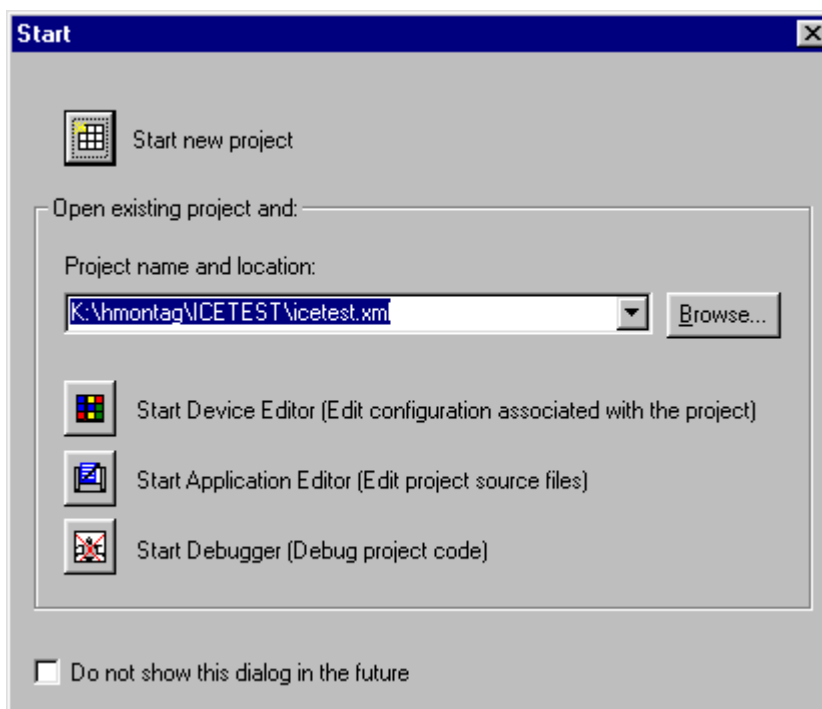 Start
Start new project
Open existing project and:
Project name and location:
K:\hmontag\ICETEST\icetest.xml
Browse...
Start Device Editor (Edit configuration associated with the project)
Start Application Editor (Edit project source files)
Start Debugger (Debug project code)
Do not show this dialog in the future